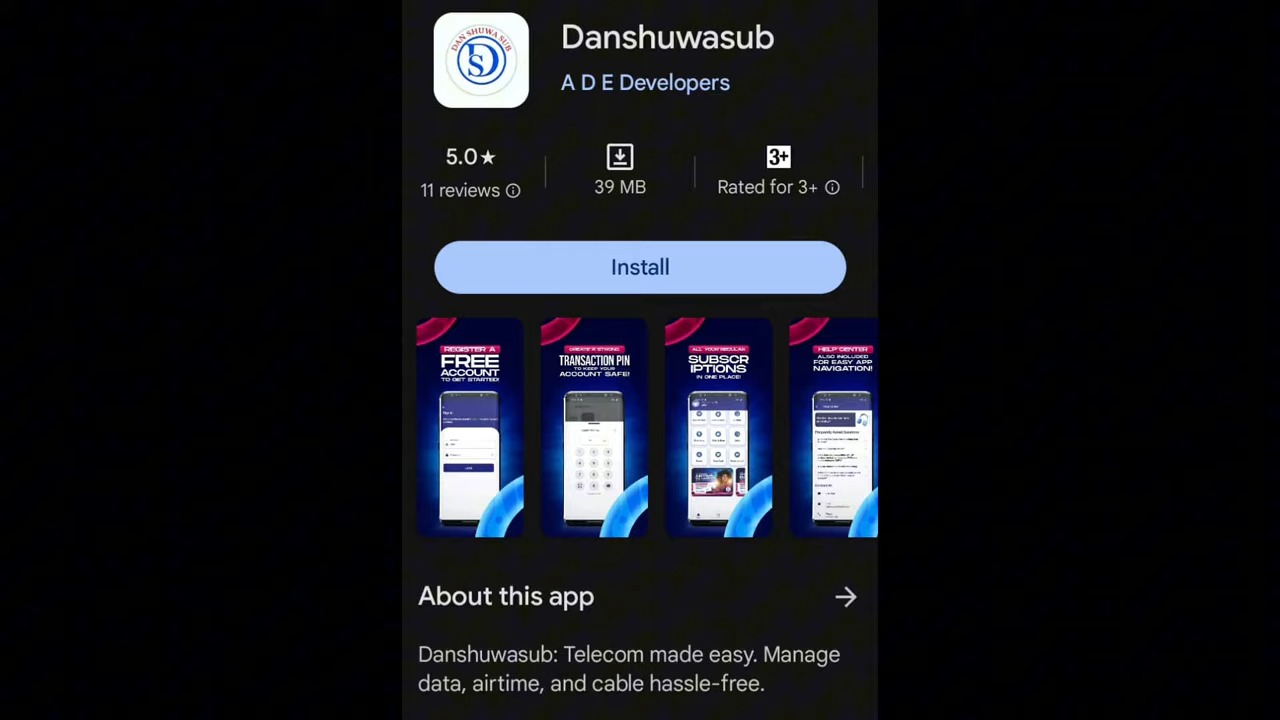 DAN SHUWA SUB
DS
Danshuwasub
A D E Developers
5.0★
11 reviews
39 MB
3+
Rated for 3+
Install
REGISTER A
FREE
ACCOUNT
TO GET STARTED!
CREATE A STRONG
TRANSACTION PIN
TO KEEP YOUR
ACCOUNT SAFE!
ALL YOUR REGULAR
SUBSCR
IPTIONS
IN ONE PLACE!
HELP CENTER
ALSO INCLUDED
FOR EASY APP
NAVIGATION!
About this app
Danshuwasub: Telecom made easy. Manage
data, airtime, and cable hassle-free.